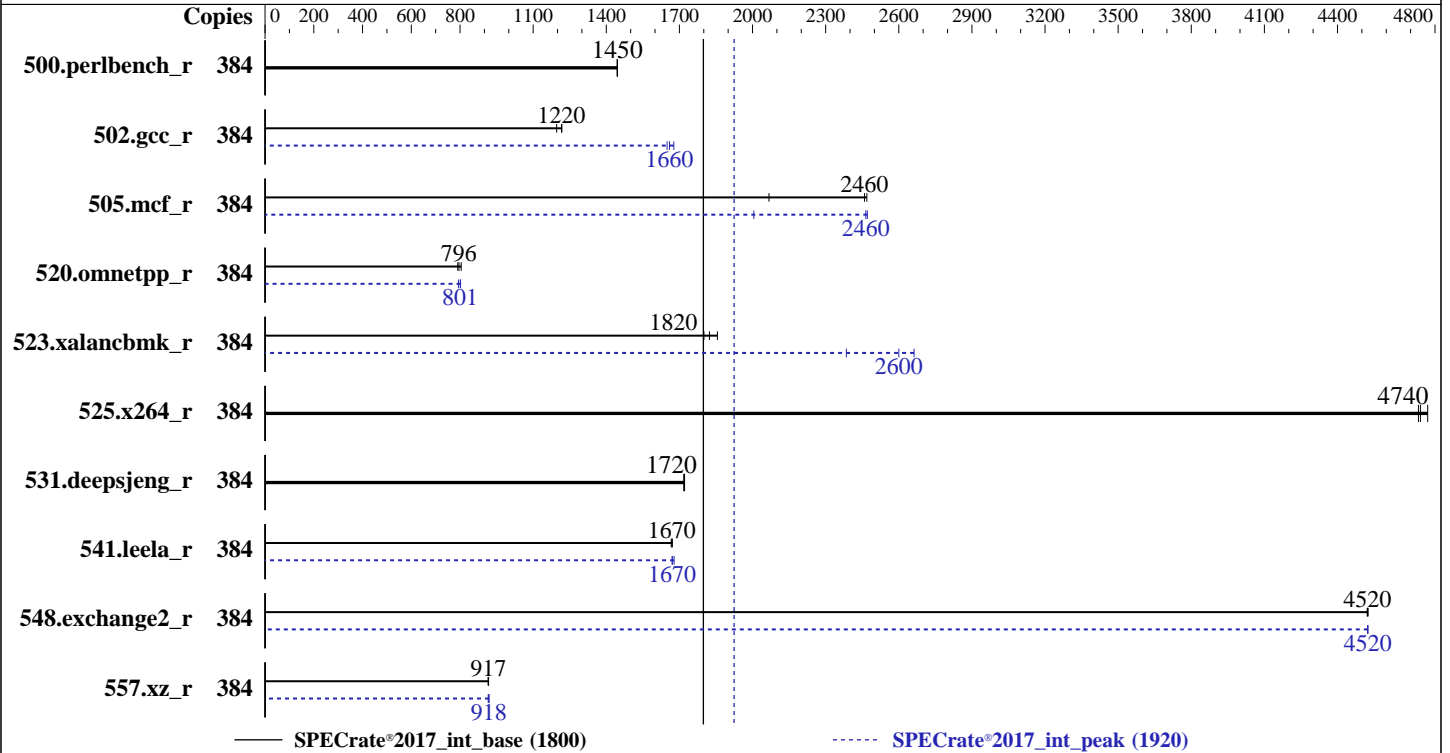 Copies 0 200 400 600 800 1100 1400 1700 2000 2300 2600 2900 3200 3500 3800 4100 4400 4800
500.perlbench_r 384 1450
502.gcc_r 384 1220
1660
505.mcf_r 384 2460
2460
520.omnetpp_r 384 796
801
523.xalancbmk_r 384 1820
2600
525.x264_r 384 4740
531.deepsjeng_r 384 1720
541.leela_r 384 1670
1670
548.exchange2_r 384 4520
4520
557.xz_r 384 917
918
SPECrate®2017_int_base (1800) SPECrate®2017_int_peak (1920)